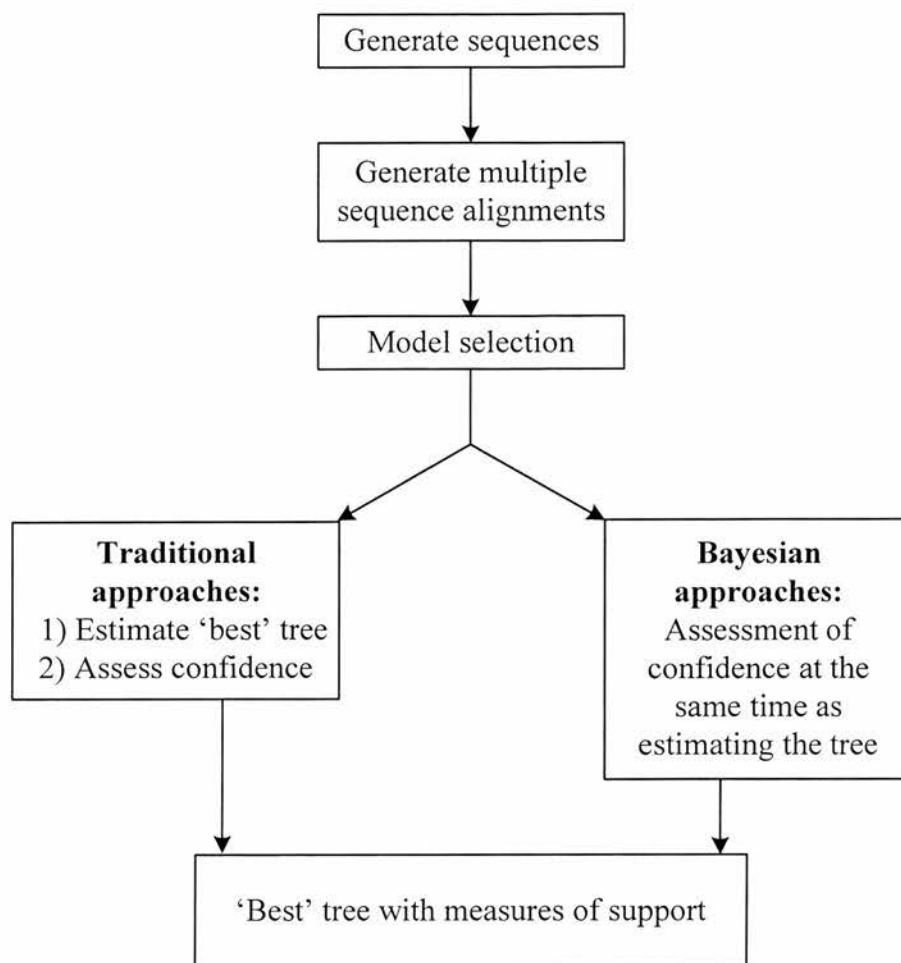 Generate sequences
Generate multiple
sequence alignments
Model selection
Traditional
approaches:
1) Estimate ‘best’ tree
2) Assess confidence
Bayesian
approaches:
Assessment of
confidence at the
same time as
estimating the tree
‘Best’ tree with measures of support